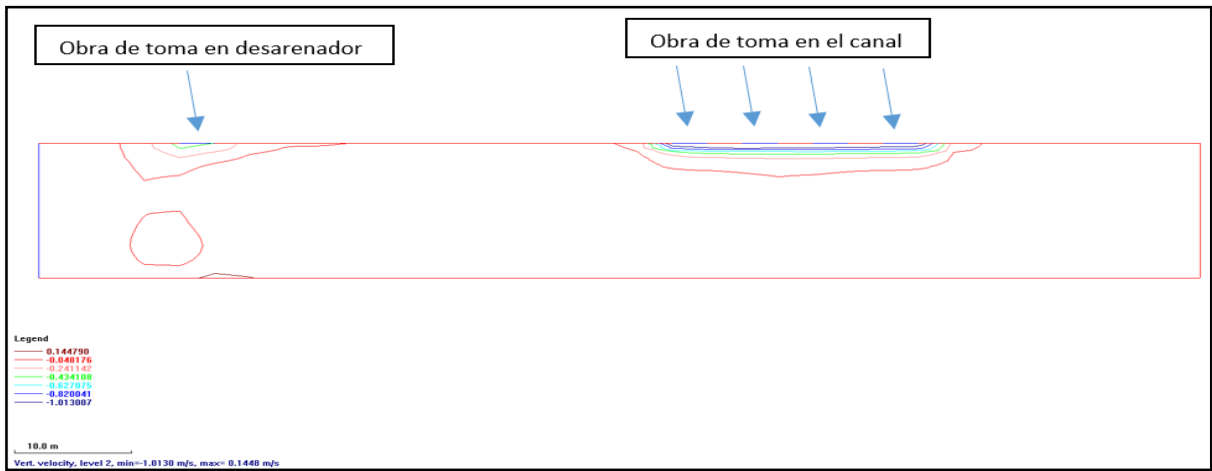 Obra de toma en desarenador
Obra de toma en el canal
Legend
0.144790
-0.048176
-0.241142
-0.434108
-0.627075
-0.820041
-1.013007
10.0 m
Vert. velocity, level 2, min=-1.0130 m/s, max= 0.1448 m/s